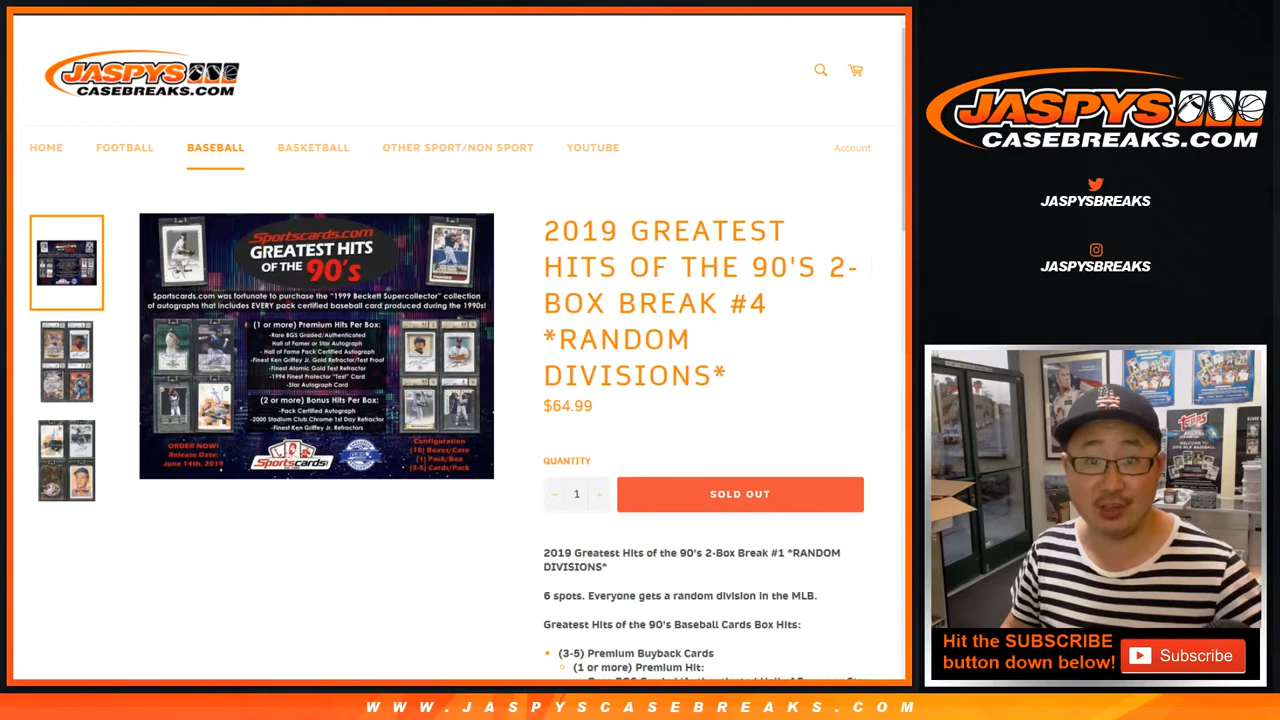 JASPYS
CASEBREAKS.COM
HOME
FOOTBALL
BASEBALL
BASKETBALL
OTHER SPORT/NON SPORT
YOUTUBE
Account
Sportscards.com
GREATEST HITS
OF THE 90's
Sportscards.com was fortunate to purchase the "1999 Beckett Supercollector" collection
of autographs that includes EVERY pack certified baseball card produced during the 1990s!
(1 or more) Premium Hits Per Box:
-Rare BGS Graded/Authenticated
Hall of Famer or Star Autograph
- Hall of Fame Pack Certified Autograph
-Finest Ken Griffey Jr. Gold Refractor/Test Proof
-Finest Atomic Gold Test Refractor
-1994 Finest Protector "Test" Card
-Star Autograph Card
(2 or more) Bonus Hits Per Box:
-Pack Certified Autograph
-2000 Stadium Club Chrome 1st Day Refractor
-Finest Ken Griffey Jr. Refractors
ORDER NOW!
Release Date:
June 14th, 2019
Sportscards.com
Configuration
(10) Boxes/Case
(1) Pack/Box
(3-5) Cards/Pack
2019 GREATEST
HITS OF THE 90'S 2-
BOX BREAK #4
*RANDOM
DIVISIONS*
$64.99
QUANTITY
− 1 +
SOLD OUT
2019 Greatest Hits of the 90's 2-Box Break #1 *RANDOM
DIVISIONS*
6 spots. Everyone gets a random division in the MLB.
Greatest Hits of the 90's Baseball Cards Box Hits:
(3-5) Premium Buyback Cards
(1 or more) Premium Hit:
JASPYS
CASEBREAKS.COM
JASPYSBREAKS
JASPYSBREAKS
Topps
Hit the SUBSCRIBE
button down below!
Subscribe
WWW.JASPYSCASEBREAKS.COM